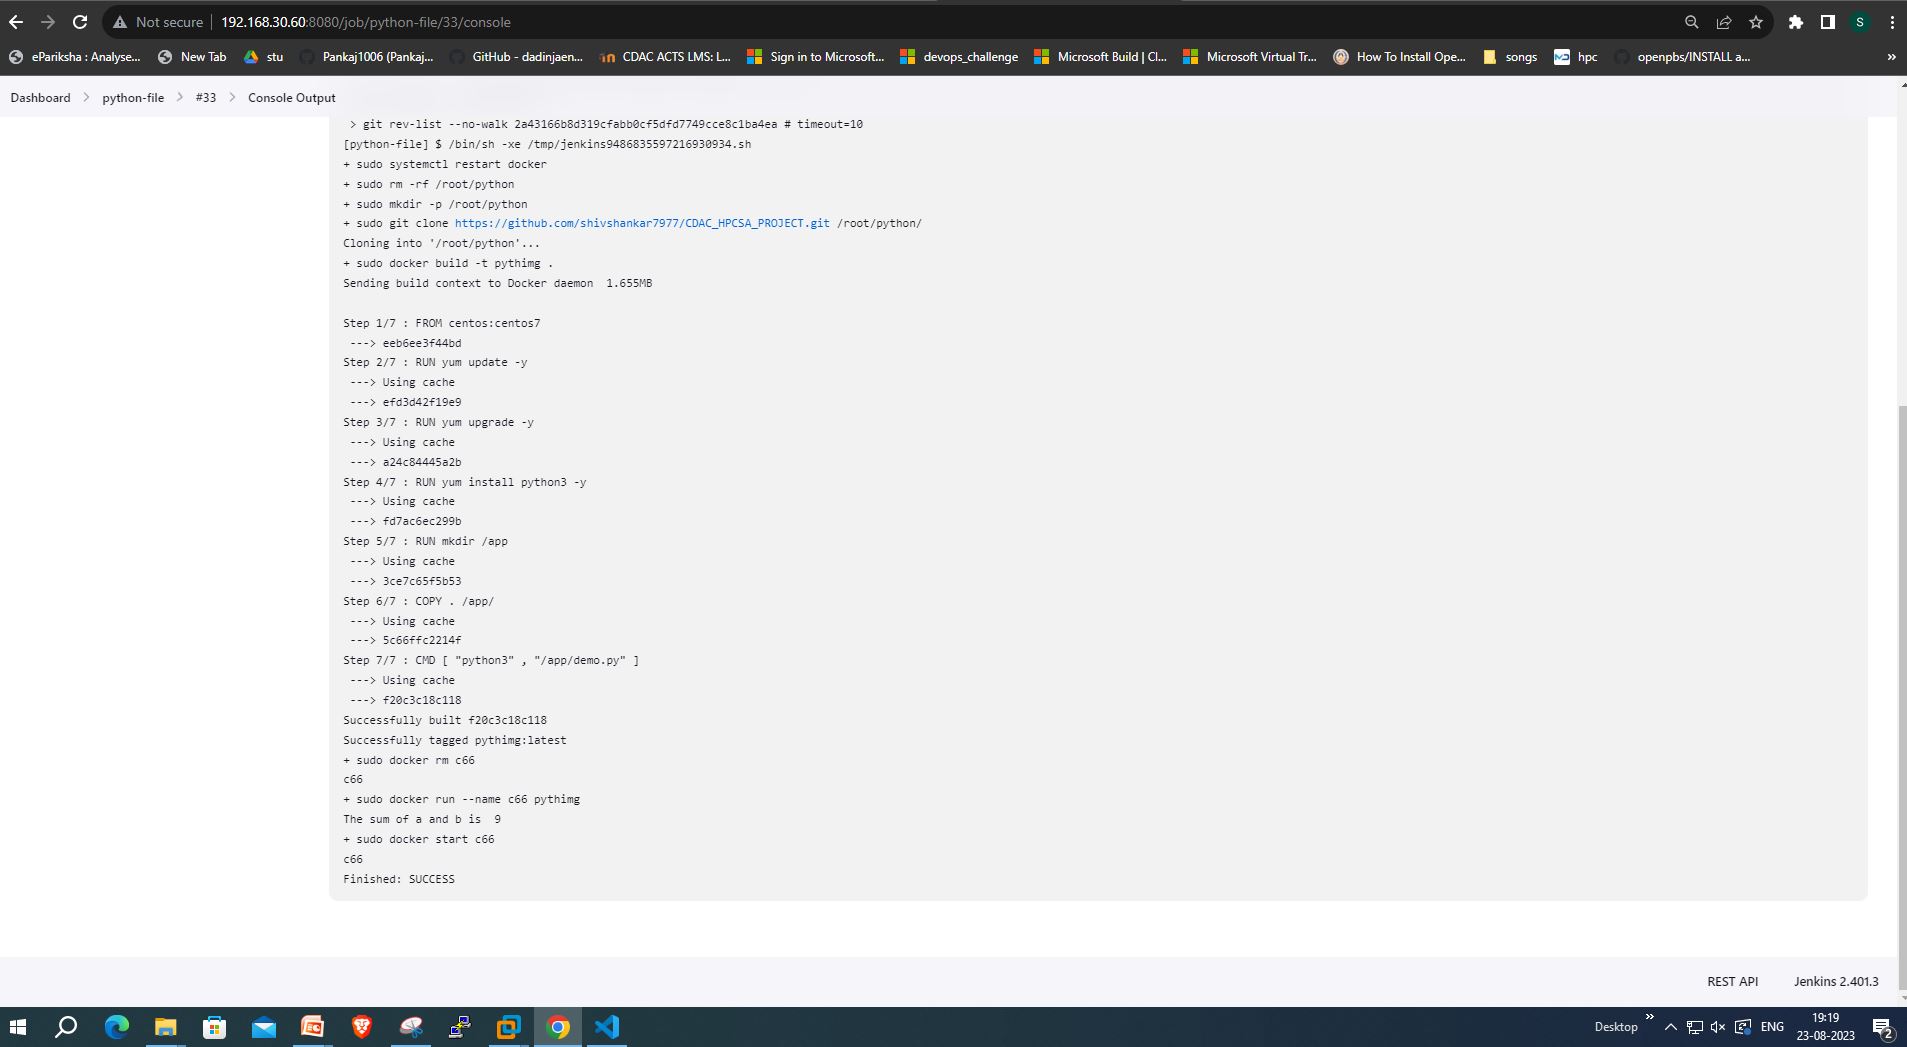 Not secure 192.168.30.60:8080/job/python-file/33/console S
ePariksha : Analyse... New Tab stu Pankaj1006 (Pankaj... GitHub - dadinjaen... CDAC ACTS LMS: L... Sign in to Microsoft... devops_challenge Microsoft Build | Cl... Microsoft Virtual Tr... How To Install Ope... songs hpc openpbs/INSTALL a... »
Dashboard > python-file > #33 > Console Output
> git rev-list --no-walk 2a43166b8d319cfabb0cf5dfd7749cce8c1ba4ea # timeout=10
[python-file] $ /bin/sh -xe /tmp/jenkins9486835597216930934.sh
+ sudo systemctl restart docker
+ sudo rm -rf /root/python
+ sudo mkdir -p /root/python
+ sudo git clone https://github.com/shivshankar7977/CDAC_HPCSA_PROJECT.git /root/python/
Cloning into '/root/python'...
+ sudo docker build -t pythimg .
Sending build context to Docker daemon  1.655MB
Step 1/7 : FROM centos:centos7
---> eeb6ee3f44bd
Step 2/7 : RUN yum update -y
---> Using cache
---> efd3d42f19e9
Step 3/7 : RUN yum upgrade -y
---> Using cache
---> a24c84445a2b
Step 4/7 : RUN yum install python3 -y
---> Using cache
---> fd7ac6ec299b
Step 5/7 : RUN mkdir /app
---> Using cache
---> 3ce7c65f5b53
Step 6/7 : COPY . /app/
---> Using cache
---> 5c66ffc2214f
Step 7/7 : CMD [ "python3" , "/app/demo.py" ]
---> Using cache
---> f20c3c18c118
Successfully built f20c3c18c118
Successfully tagged pythimg:latest
+ sudo docker rm c66
c66
+ sudo docker run --name c66 pythimg
The sum of a and b is  9
+ sudo docker start c66
c66
Finished: SUCCESS
REST API Jenkins 2.401.3
Desktop » ENG 19:19
23-08-2023 2